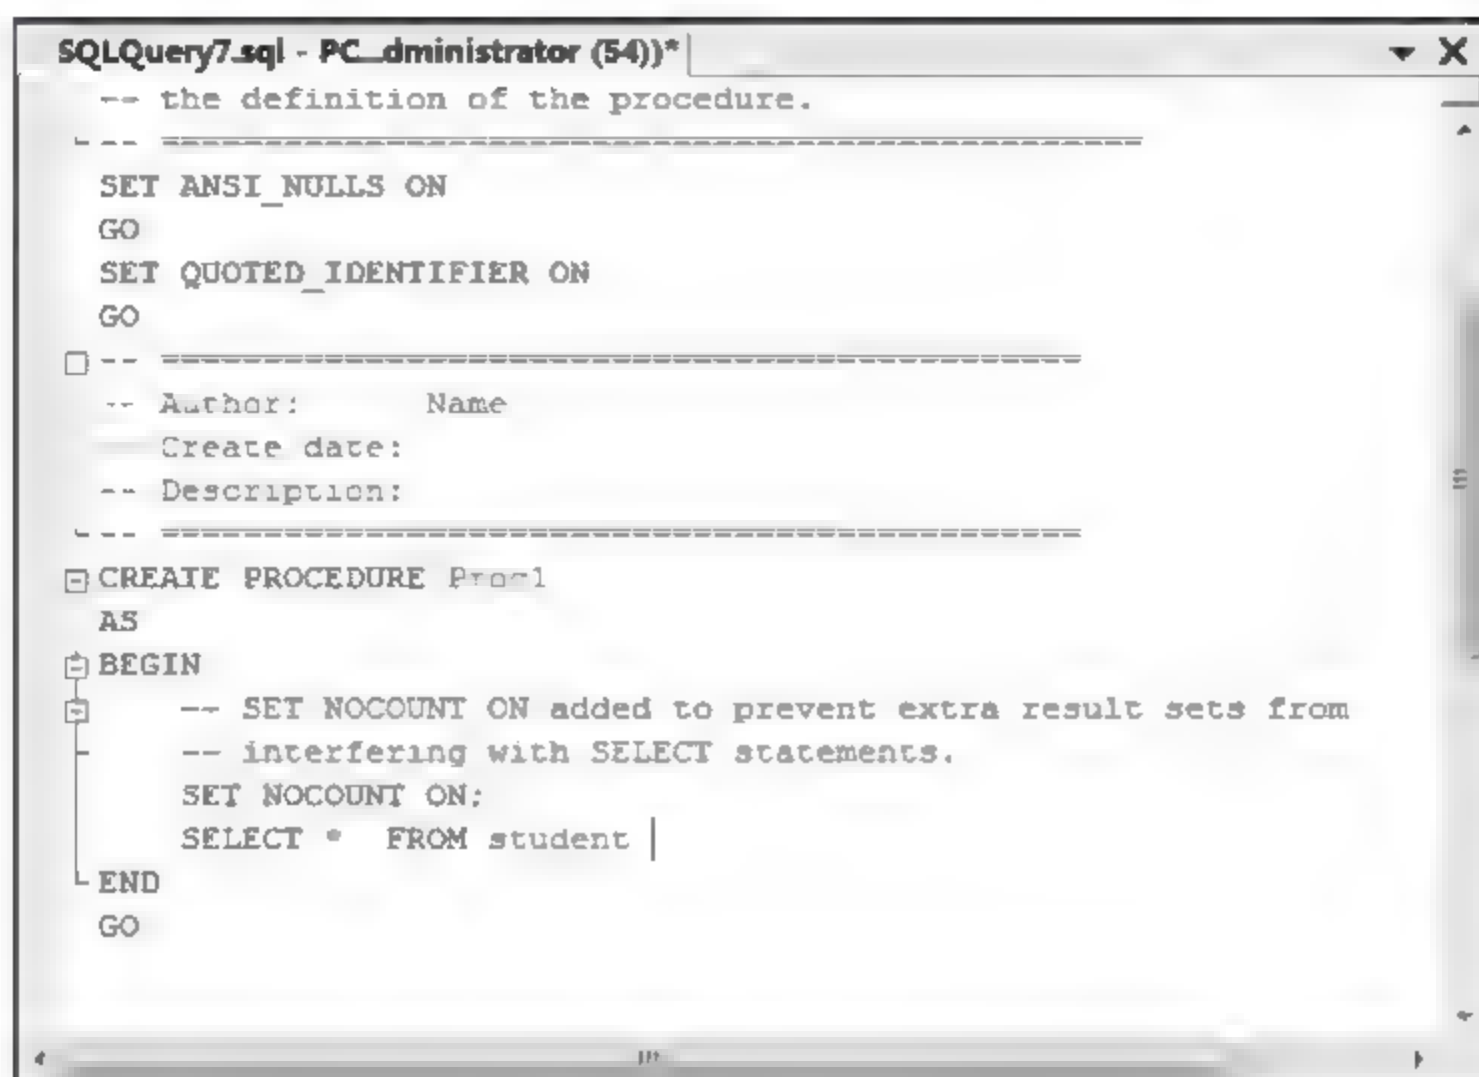 SQLQuery7.sql - PC...dministrator (54))*
-- the definition of the procedure.
-- ================================================
SET ANSI_NULLS ON
GO
SET QUOTED_IDENTIFIER ON
GO
-- =============================================
-- Author:      Name
-- Create date:
-- Description:
-- =============================================
CREATE PROCEDURE Proc1
AS
BEGIN
    -- SET NOCOUNT ON added to prevent extra result sets from
    -- interfering with SELECT statements.
    SET NOCOUNT ON;
    SELECT *  FROM student
END
GO